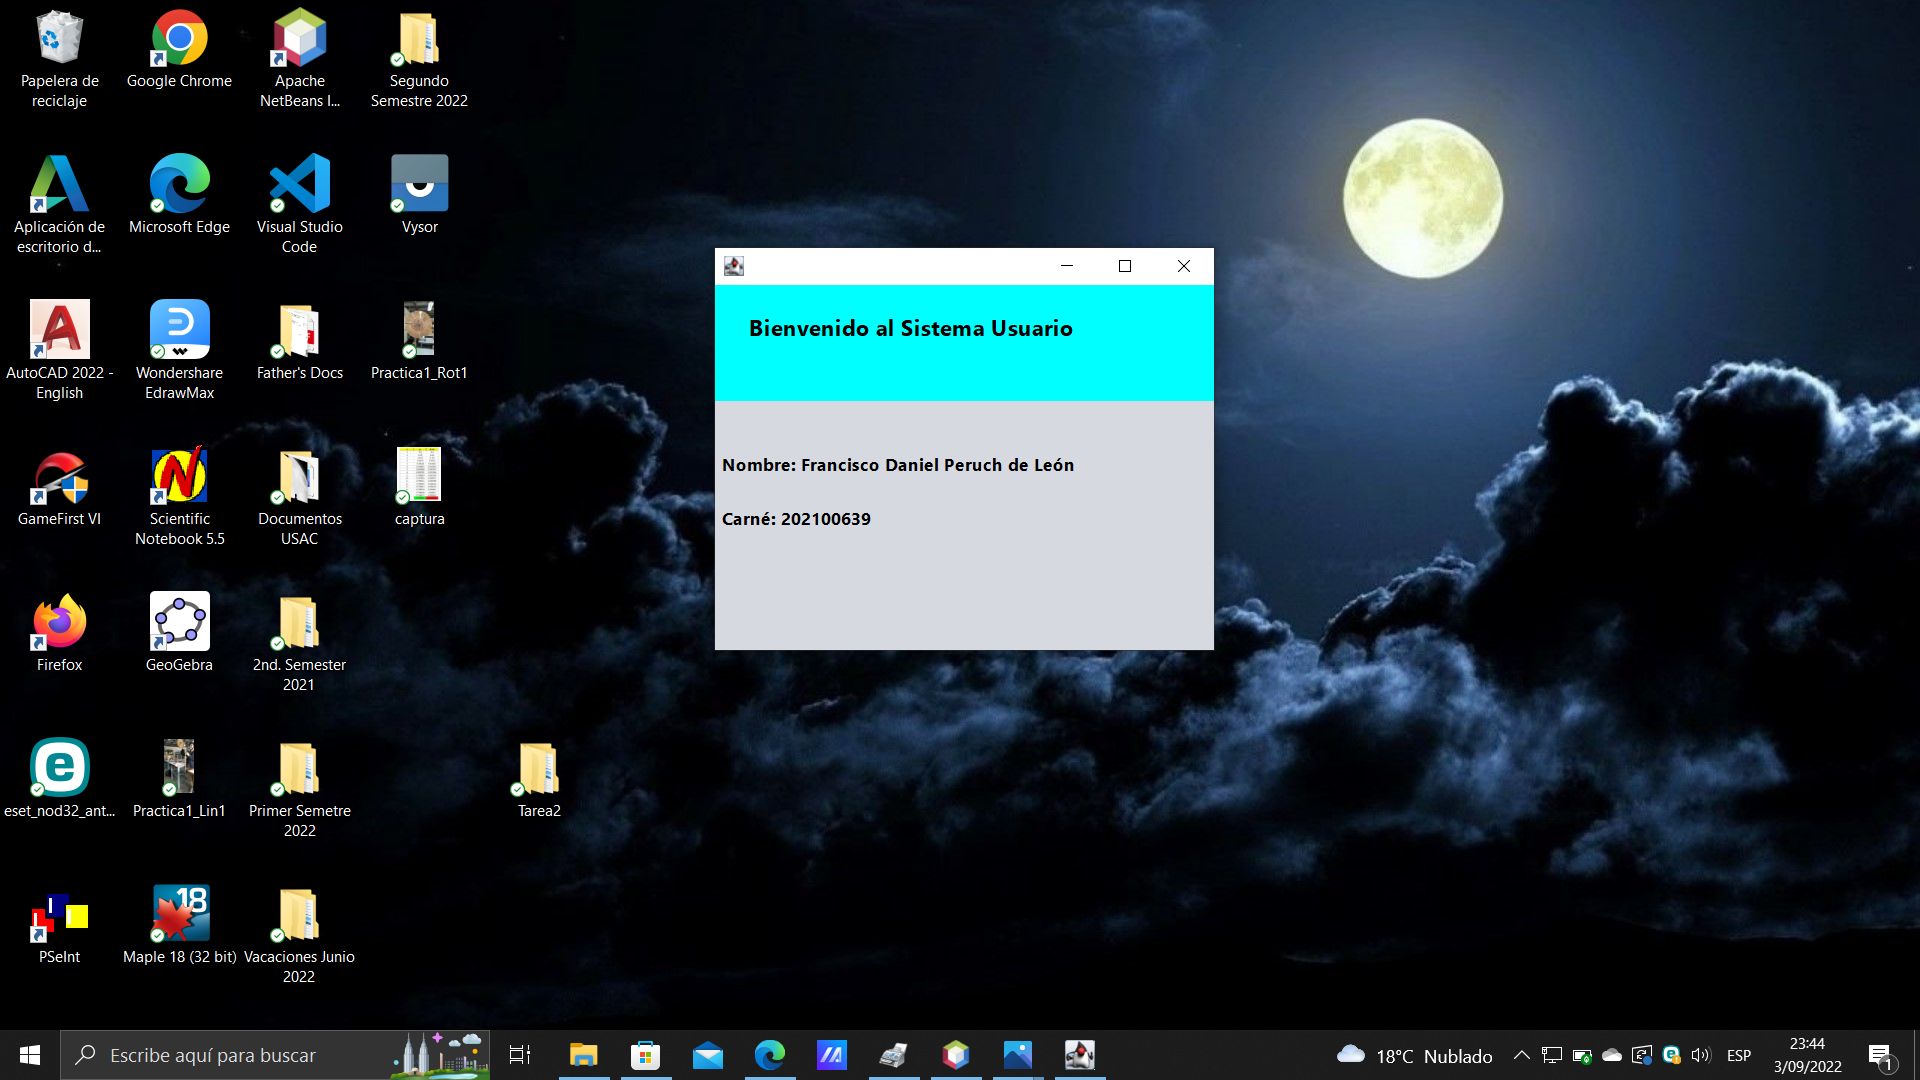 Papelera de
reciclaje
Google Chrome
Apache
NetBeans I...
Segundo
Semestre 2022
Aplicación de
escritorio d...
Microsoft Edge
Visual Studio
Code
Vysor
AutoCAD 2022 -
English
Wondershare
EdrawMax
Father's Docs
Practica1_Rot1
GameFirst VI
Scientific
Notebook 5.5
Documentos
USAC
captura
Firefox
GeoGebra
2nd. Semester
2021
eset_nod32_ant...
Practica1_Lin1
Primer Semetre
2022
Tarea2
PSeInt
18
Maple 18 (32 bit)
Vacaciones Junio
2022
Bienvenido al Sistema Usuario
Nombre: Francisco Daniel Peruch de León
Carné: 202100639
Escribe aquí para buscar
18°C Nublado
ESP
23:44
3/09/2022
1